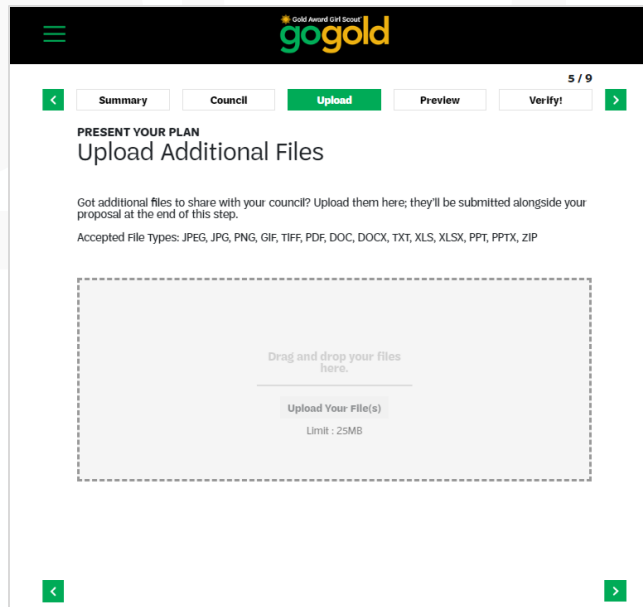 Gold Award Girl Scout
gogold
5 / 9
Summary
Council
Upload
Preview
Verify!
PRESENT YOUR PLAN
Upload Additional Files
Got additional files to share with your council? Upload them here; they'll be submitted alongside your
proposal at the end of this step.
Accepted File Types: JPEG, JPG, PNG, GIF, TIFF, PDF, DOC, DOCX, TXT, XLS, XLSX, PPT, PPTX, ZIP
Drag and drop your files
here.
Upload Your File(s)
Limit : 25MB